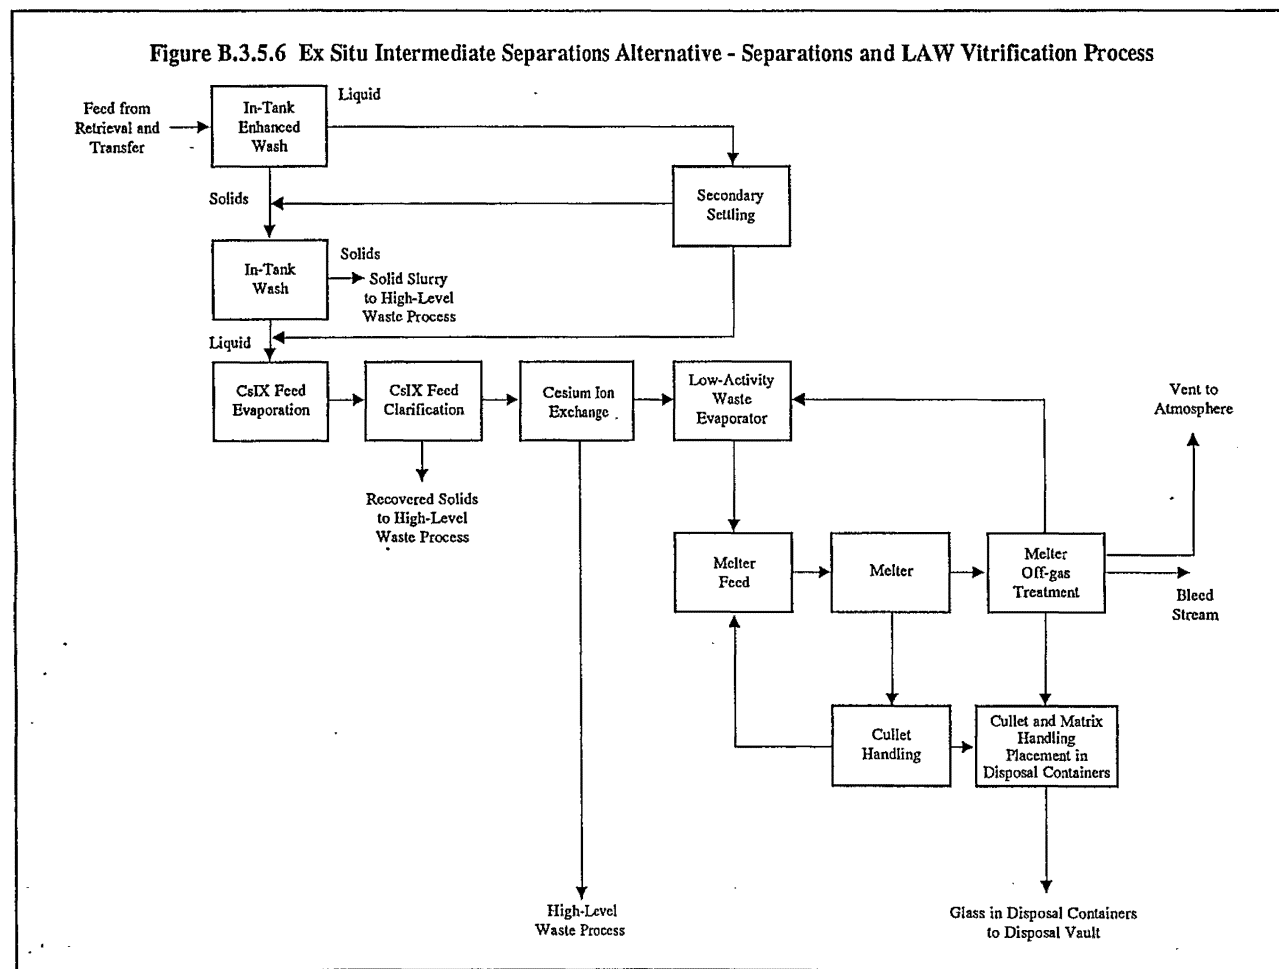 Figure B.3.5.6 Ex Situ Intermediate Separations Alternative - Separations and LAW Vitrification Process
Feed from
Retrieval and
Transfer
In-Tank
Enhanced
Wash
Liquid
Secondary
Settling
Solids
In-Tank
Wash
Solids
Solid Slurry
to High-Level
Waste Process
Liquid
CsIX Feed
Evaporation
CsIX Feed
Clarification
Cesium Ion
Exchange
Low-Activity
Waste
Evaporator
Vent to
Atmosphere
Recovered Solids
to High-Level
Waste Process
Melter
Feed
Melter
Melter
Off-gas
Treatment
Bleed
Stream
Cullet
Handling
Cullet and Matrix
Handling
Placement in
Disposal Containers
High-Level
Waste Process
Glass in Disposal Containers
to Disposal Vault